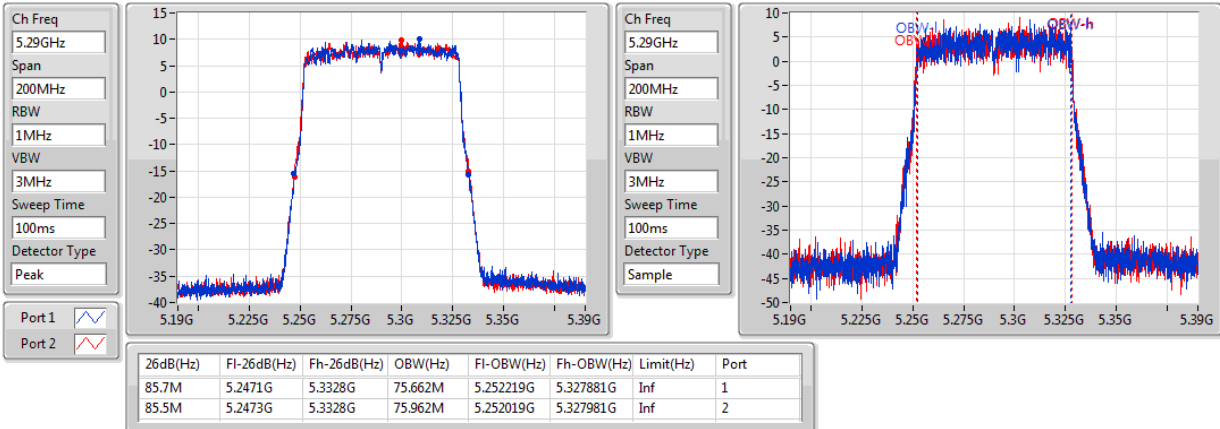 Ch Freq
5.29GHz
Span
200MHz
RBW
1MHz
VBW
3MHz
Sweep Time
100ms
Detector Type
Peak
Port 1
Port 2
15
10
5
0
-5
-10
-15
-20
-25
-30
-35
-40
5.19G 5.225G 5.25G 5.275G 5.3G 5.325G 5.35G 5.39G
Ch Freq
5.29GHz
Span
200MHz
RBW
1MHz
VBW
3MHz
Sweep Time
100ms
Detector Type
Sample
10
5
0
-5
-10
-15
-20
-25
-30
-35
-40
-45
-50
OBW-h
5.19G 5.225G 5.25G 5.275G 5.3G 5.325G 5.35G 5.39G
26dB(Hz) Fl-26dB(Hz) Fh-26dB(Hz) OBW(Hz) Fl-OBW(Hz) Fh-OBW(Hz) Limit(Hz) Port
85.7M 5.2471G 5.3328G 75.662M 5.252219G 5.327881G Inf 1
85.5M 5.2473G 5.3328G 75.962M 5.252019G 5.327981G Inf 2